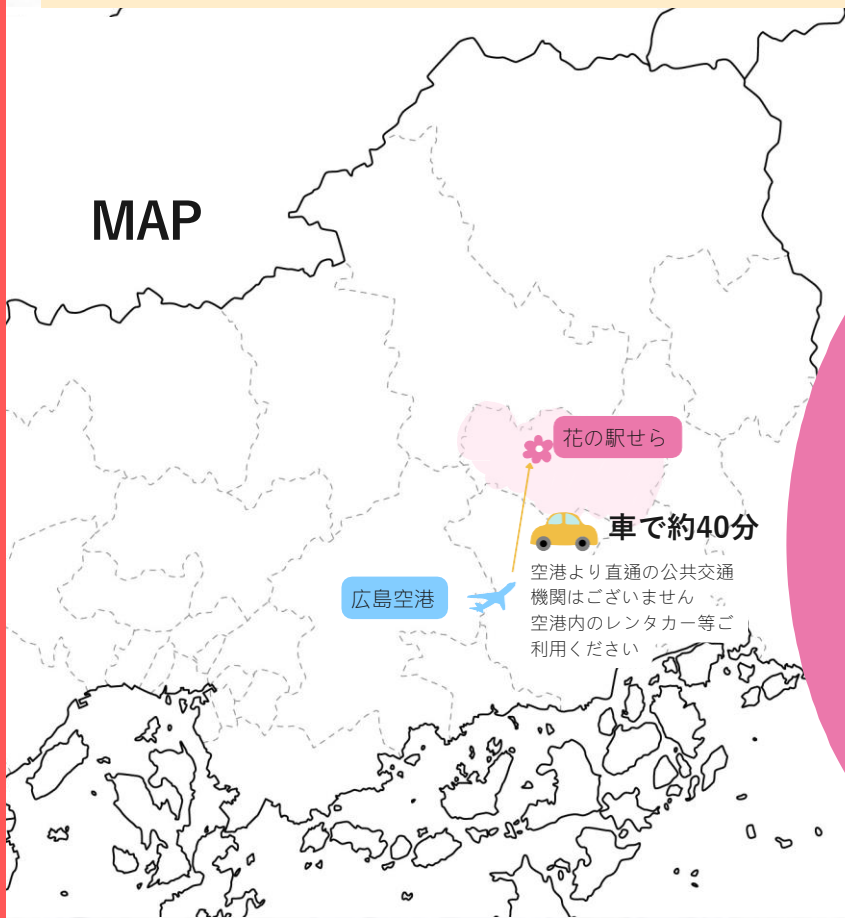 MAP
花の駅せら
車で約40分
広島空港
空港より直通の公共交通
機関はございません
空港内のレンタカー等ご
利用ください